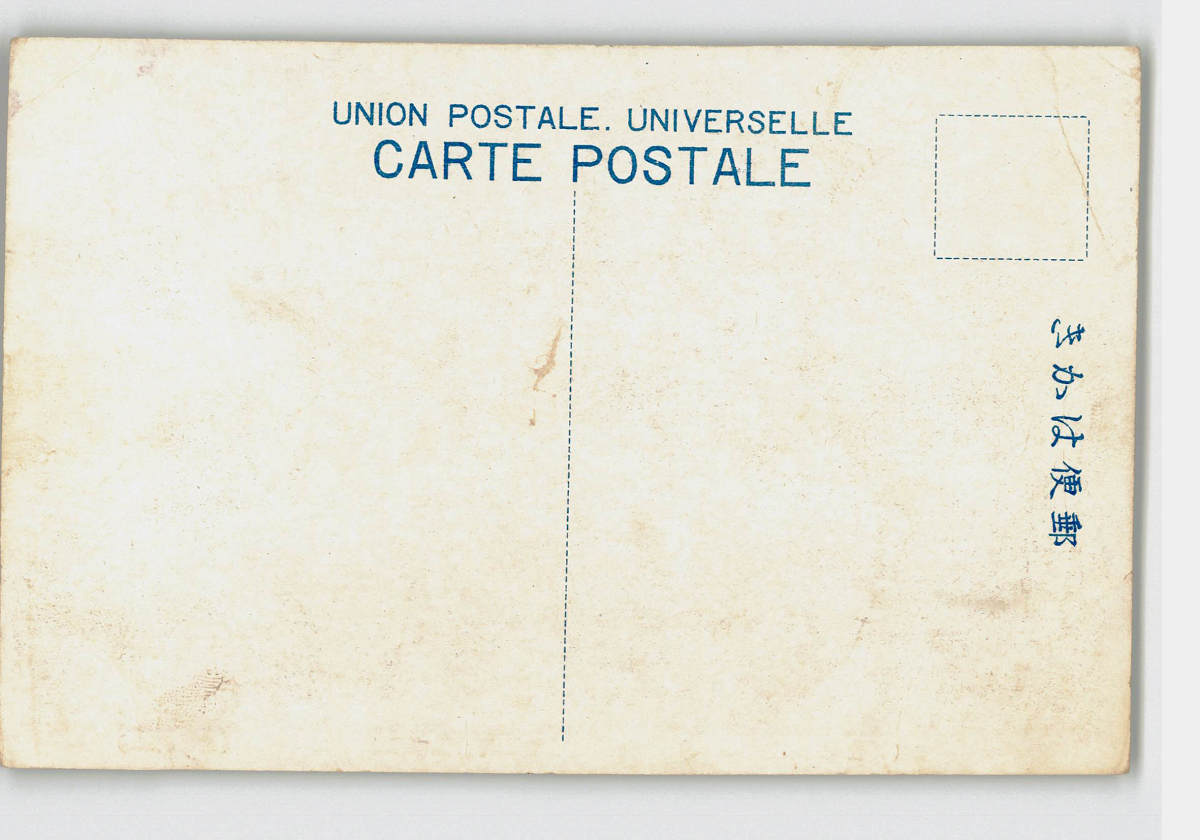 UNION POSTALE. UNIVERSELLE
CARTE POSTALE
きかは便郵